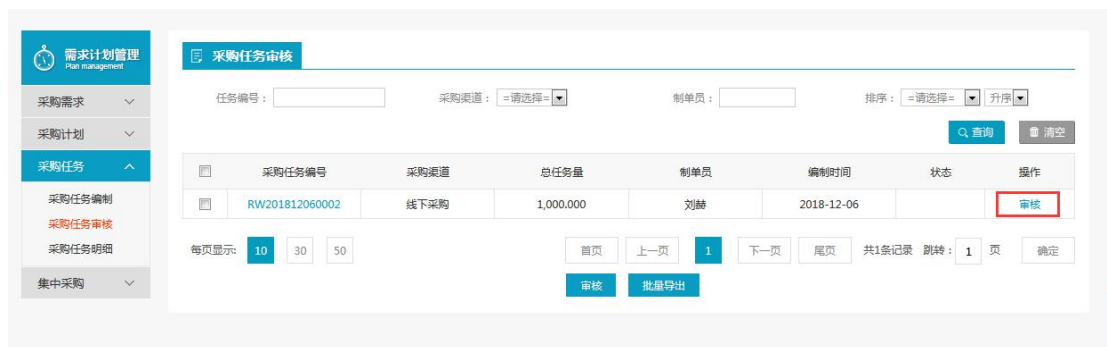 需求计划管理
Plan management
采购需求
采购计划
采购任务
采购任务编制
采购任务审核
采购任务明细
集中采购
采购任务审核
任务编号： 采购渠道： =请选择= 制单员： 排序： =请选择= 升序
查询 清空
采购任务编号 采购渠道 总任务量 制单员 编制时间 状态 操作
RW201812060002 线下采购 1,000.000 刘赫 2018-12-06 审核
每页显示: 10 30 50 首页 上一页 1 下一页 尾页 共1条记录 跳转： 1 页 确定
审核 批量导出